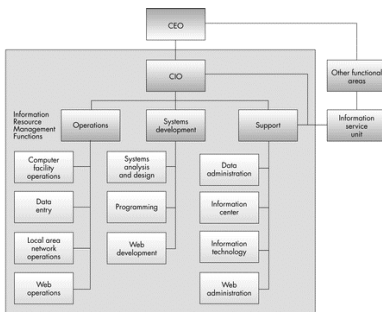 CEO
CIO
Other functional
areas
Information
Resource
Management
Functions
Operations
Systems
development
Support
Information
service
unit
Computer
facility
operations
Systems
analysis
and design
Data
administration
Data
entry
Programming
Information
center
Local area
network
operations
Web
development
Information
technology
Web
operations
Web
administration